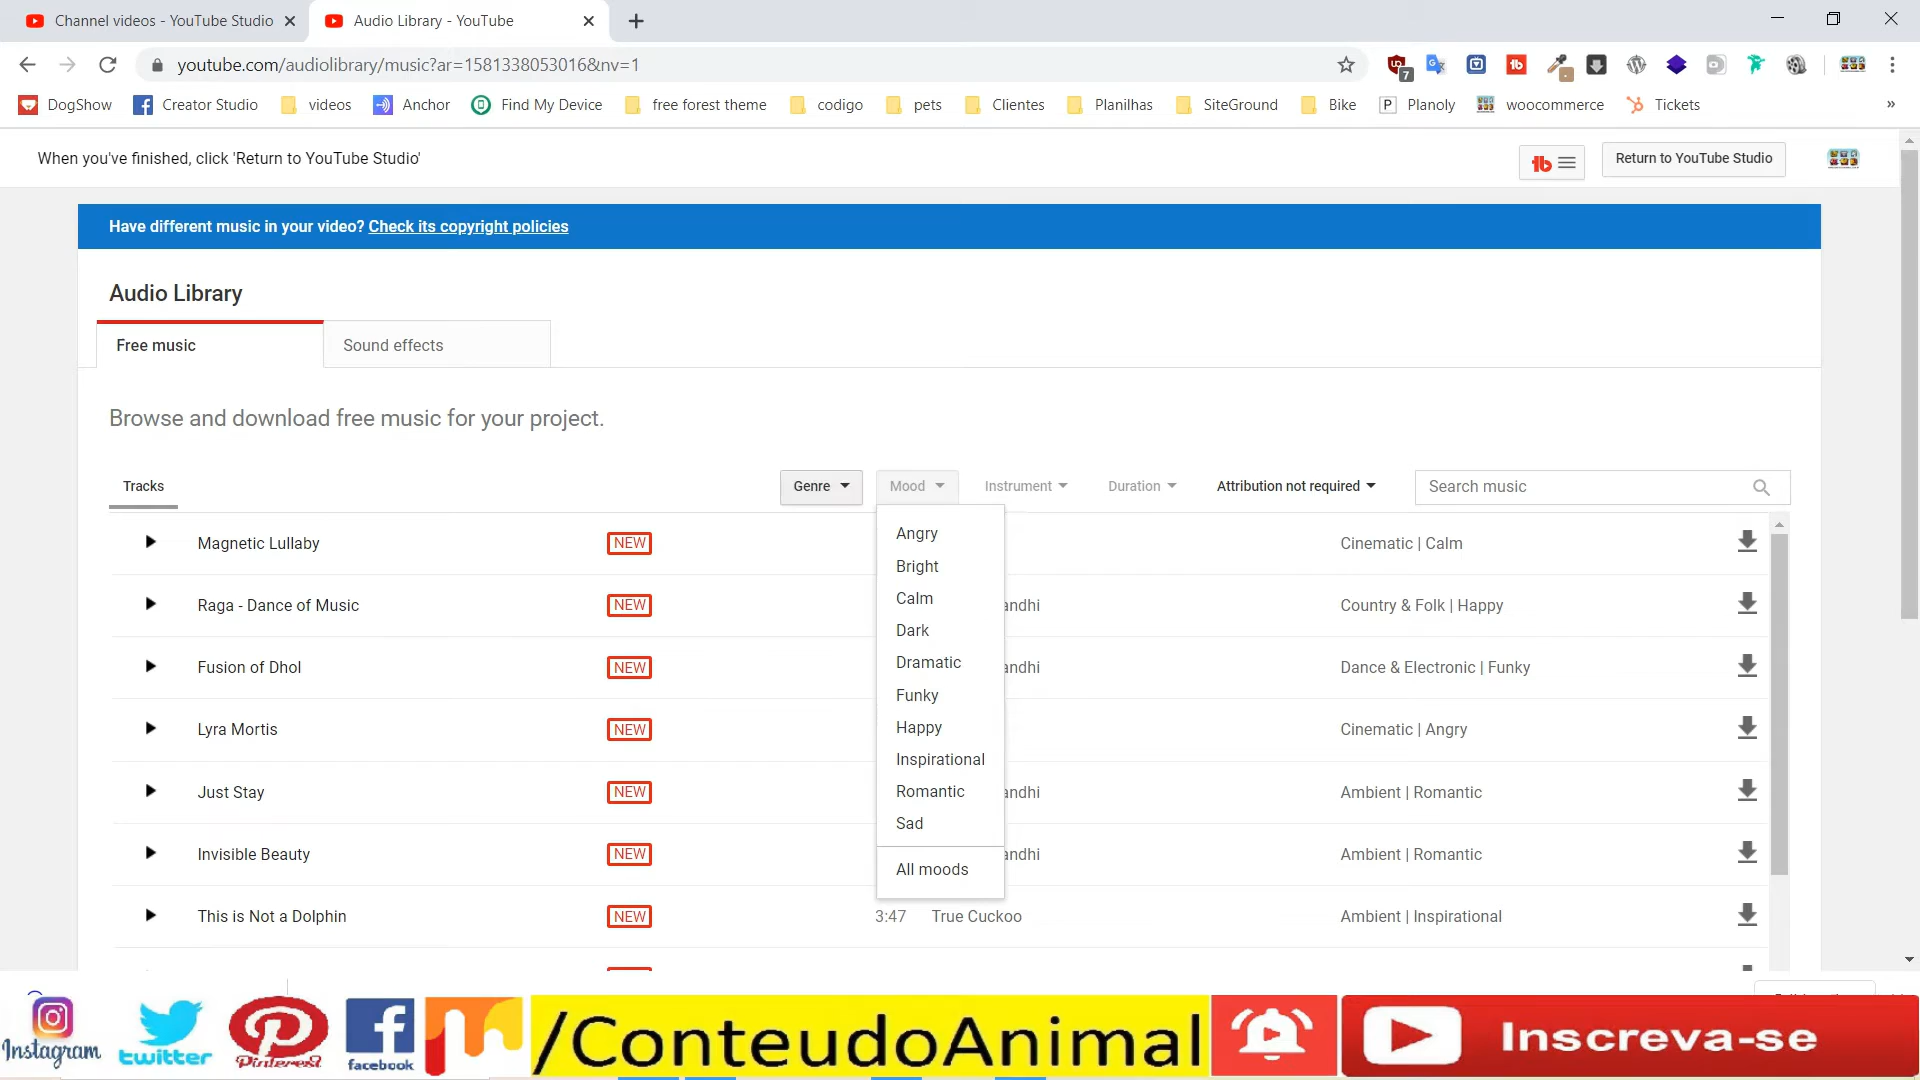 Channel videos - YouTube Studio
Audio Library - YouTube
youtube.com/audiolibrary/music?ar=1581338053016&nv=1
7
DogShow Creator Studio videos Anchor Find My Device free forest theme codigo pets Clientes Planilhas SiteGround Bike Planoly woocommerce Tickets
When you've finished, click 'Return to YouTube Studio'
Return to YouTube Studio
Have different music in your video? Check its copyright policies
Audio Library
Free music
Sound effects
Browse and download free music for your project.
Tracks
Genre Mood Instrument Duration Attribution not required
Search music
Angry
Bright
Calm
Dark
Dramatic
Funky
Happy
Inspirational
Romantic
Sad
All moods
Magnetic Lullaby NEW Cinematic | Calm
Raga - Dance of Music NEW andhi Country & Folk | Happy
Fusion of Dhol NEW andhi Dance & Electronic | Funky
Lyra Mortis NEW Cinematic | Angry
Just Stay NEW andhi Ambient | Romantic
Invisible Beauty NEW andhi Ambient | Romantic
This is Not a Dolphin NEW 3:47 True Cuckoo Ambient | Inspirational
Instagram
twitter
Pinterest
facebook
/ConteudoAnimal
Inscreva-se